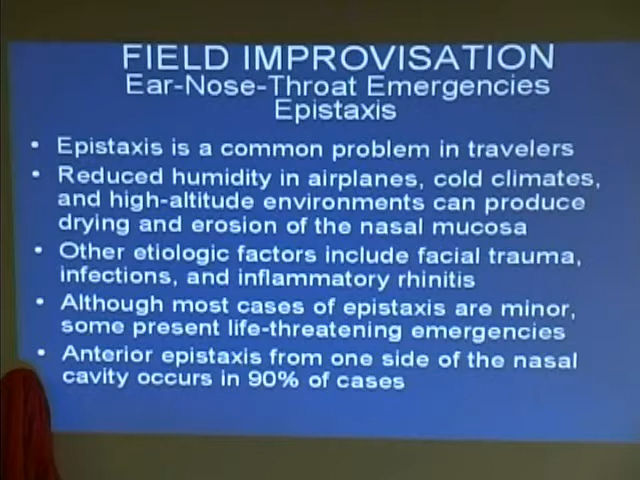 FIELD IMPROVISATION
Ear-Nose-Throat Emergencies
Epistaxis
• Epistaxis is a common problem in travelers
• Reduced humidity in airplanes, cold climates,
and high-altitude environments can produce
drying and erosion of the nasal mucosa
• Other etiologic factors include facial trauma,
infections, and inflammatory rhinitis
• Although most cases of epistaxis are minor,
some present life-threatening emergencies
• Anterior epistaxis from one side of the nasal
cavity occurs in 90% of cases